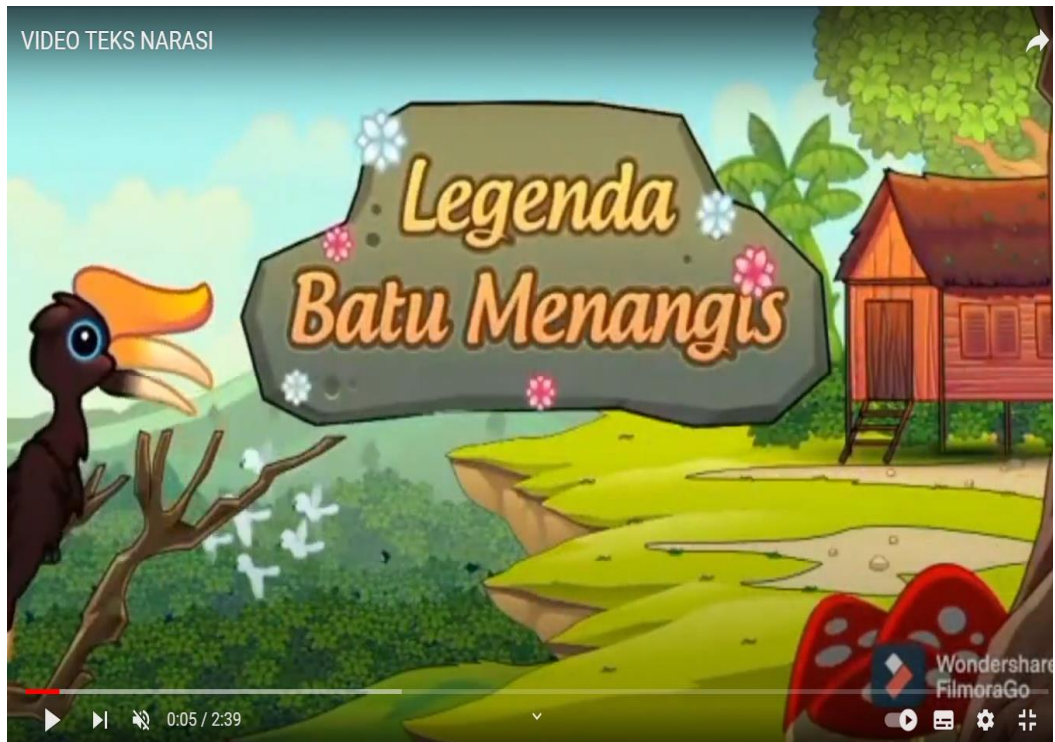 VIDEO TEKS NARASI
Legenda
Batu Menangis
Wondershare
FilmoraGo
0:05 / 2:39